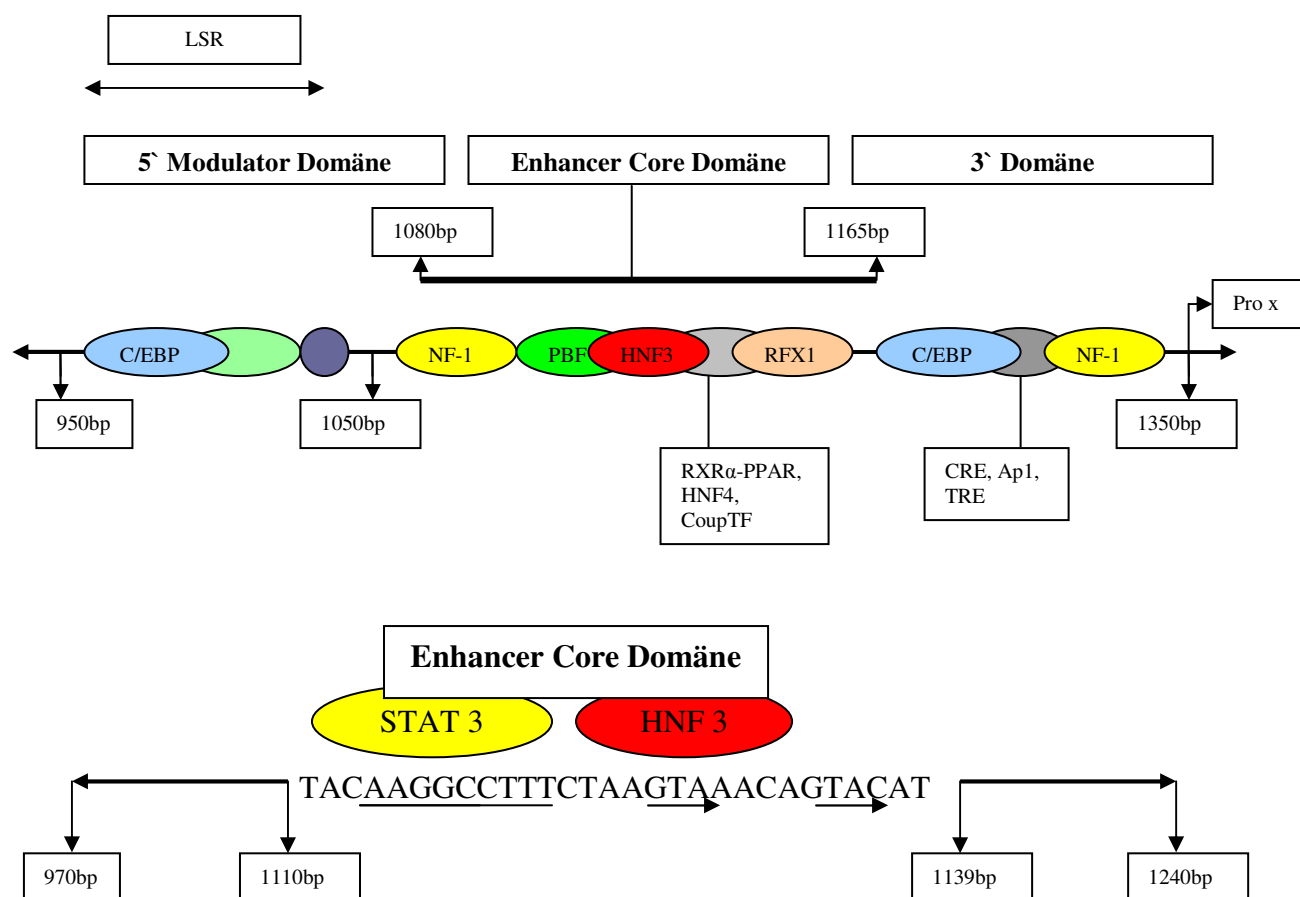 LSR
5` Modulator Domäne
Enhancer Core Domäne
3` Domäne
1080bp
1165bp
Pro x
C/EBP
NF-1
PBF
HNF3
RFX1
C/EBP
NF-1
950bp
1050bp
1350bp
RXRα-PPAR,
HNF4,
CoupTF
CRE, Ap1,
TRE
Enhancer Core Domäne
STAT 3
HNF 3
TACAAGGCCTTTCTAAGTAAACAGTACAT
970bp
1110bp
1139bp
1240bp